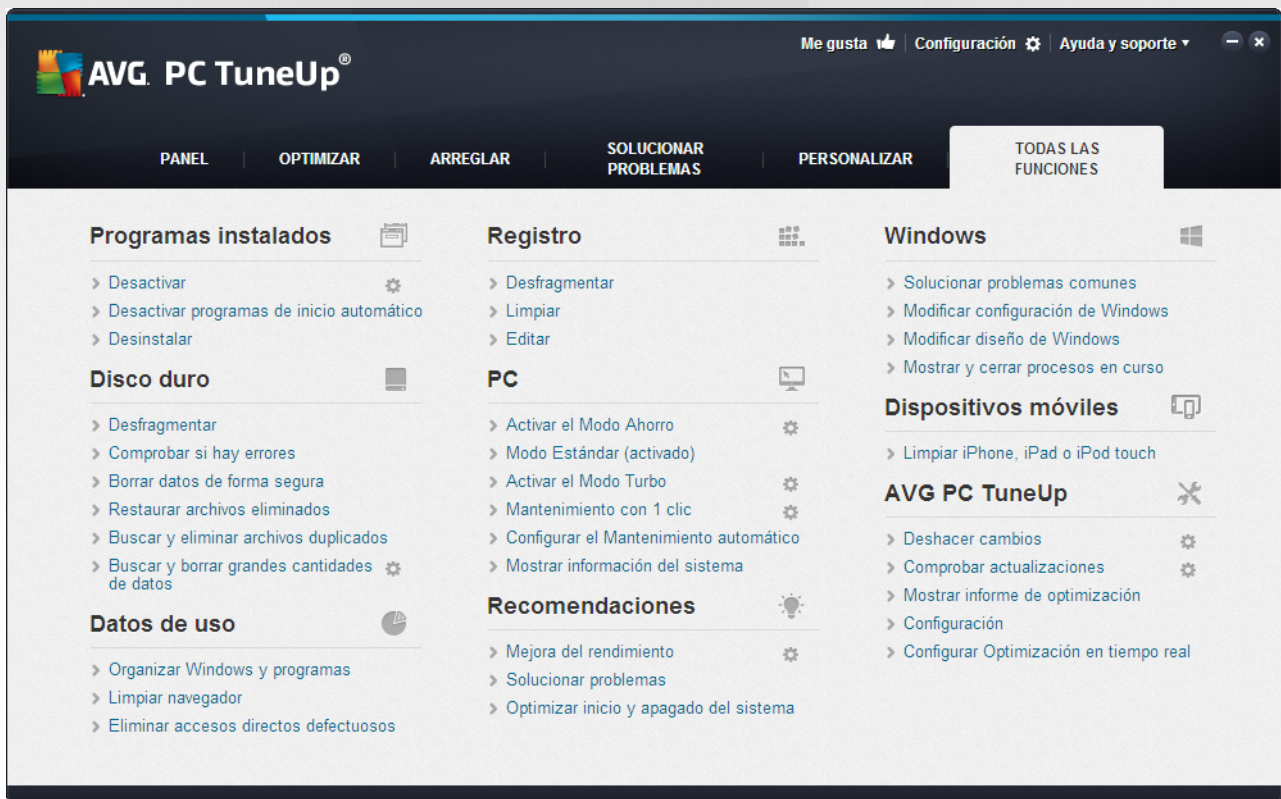 Me gusta
Configuración
Ayuda y soporte
AVG. PC TuneUp®
PANEL
OPTIMIZAR
ARREGLAR
SOLUCIONAR
PROBLEMAS
PERSONALIZAR
TODAS LAS
FUNCIONES
Programas instalados
Desactivar
Desactivar programas de inicio automático
Desinstalar
Disco duro
Desfragmentar
Comprobar si hay errores
Borrar datos de forma segura
Restaurar archivos eliminados
Buscar y eliminar archivos duplicados
Buscar y borrar grandes cantidades
de datos
Datos de uso
Organizar Windows y programas
Limpiar navegador
Eliminar accesos directos defectuosos
Registro
Desfragmentar
Limpiar
Editar
PC
Activar el Modo Ahorro
Modo Estándar (activado)
Activar el Modo Turbo
Mantenimiento con 1 clic
Configurar el Mantenimiento automático
Mostrar información del sistema
Recomendaciones
Mejora del rendimiento
Solucionar problemas
Optimizar inicio y apagado del sistema
Windows
Solucionar problemas comunes
Modificar configuración de Windows
Modificar diseño de Windows
Mostrar y cerrar procesos en curso
Dispositivos móviles
Limpiar iPhone, iPad o iPod touch
AVG PC TuneUp
Deshacer cambios
Comprobar actualizaciones
Mostrar informe de optimización
Configuración
Configurar Optimización en tiempo real